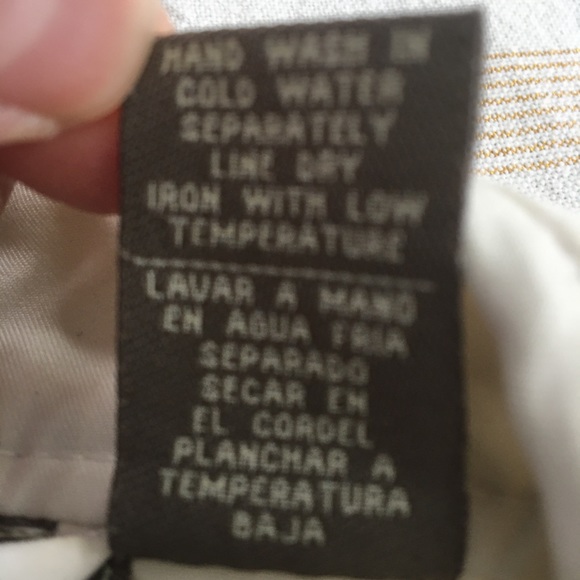 HAND WASH IN
COLD WATER
SEPARATELY
LINE DRY
IRON WITH LOW
TEMPERATURE
LAVAR A MANO
EN AGUA FRIA
SEPARADO
SECAR EN
EL CORDEL
PLANCHAR A
TEMPERATURA
BAJA